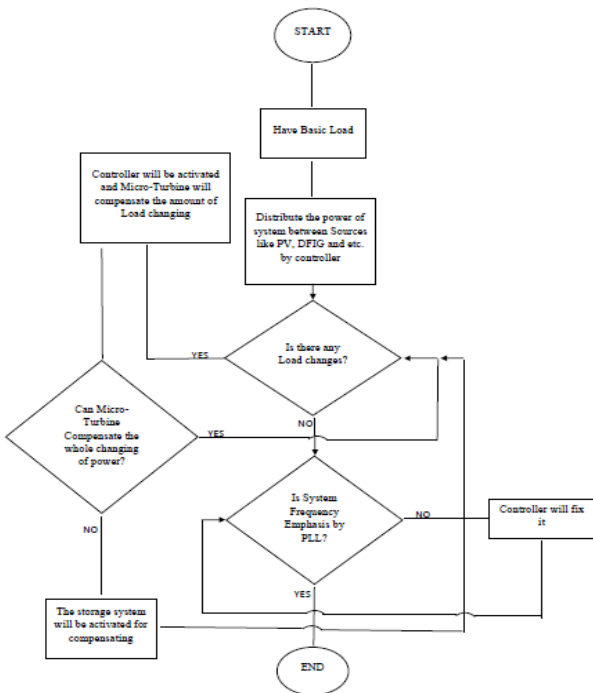 START
Have Basic Load
Controller will be activated
and Micro-Turbine will
compensate the amount of
Load changing
Distribute the power of
system between Sources
like PV, DFIG and etc.
by controller
Is there any
Load changes?
YES
NO
Can Micro-
Turbine
Compensate the
whole changing
of power?
YES
NO
Is System
Frequency
Emphasis by
PLL?
NO
YES
Controller will fix
it
The storage system
will be activated for
compensating
END